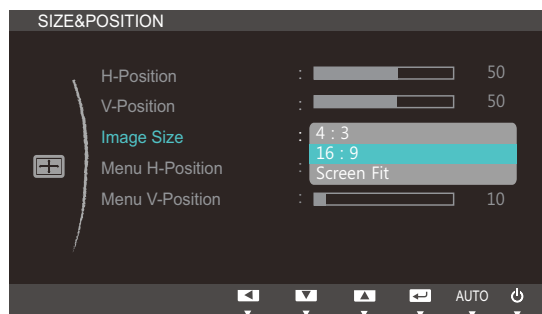 SIZE&POSITION
H-Position : 50
V-Position : 50
Image Size : 4 : 3
16 : 9
Menu H-Position :
Screen Fit
Menu V-Position : 10
AUTO